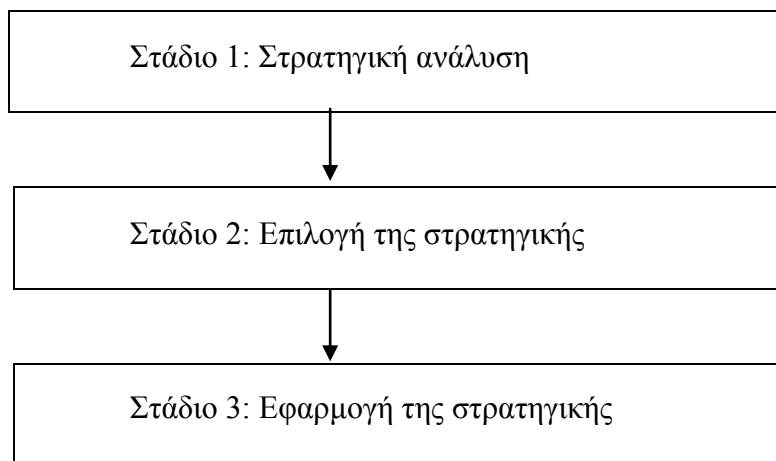 Στάδιο 1: Στρατηγική ανάλυση
Στάδιο 2: Επιλογή της στρατηγικής
Στάδιο 3: Εφαρμογή της στρατηγικής